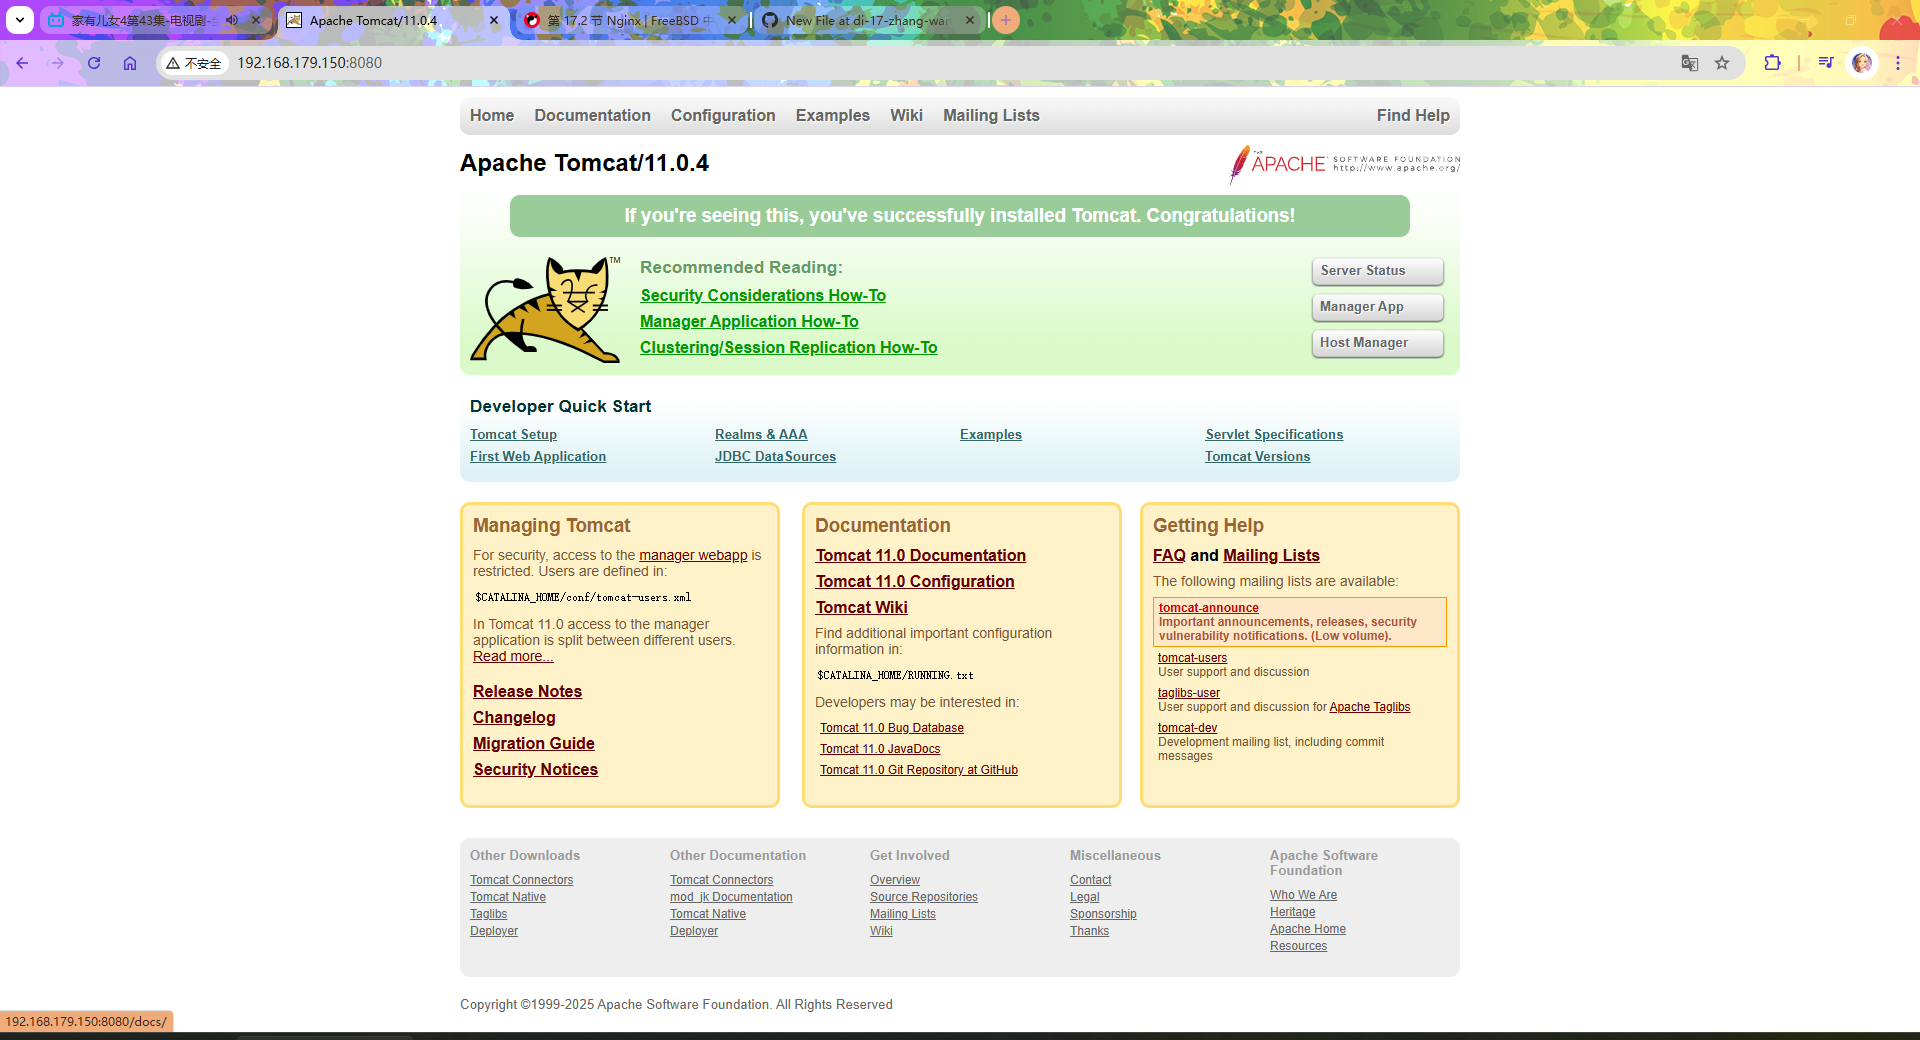 家有儿女4第43集-电视剧-
Apache Tomcat/11.0.4
第 17.2 节 Nginx | FreeBSD
New File at di-17-zhang-wan
不安全
192.168.179.150:8080
Home Documentation Configuration Examples Wiki Mailing Lists Find Help
Apache Tomcat/11.0.4
THE APACHE SOFTWARE FOUNDATION
http://www.apache.org/
If you're seeing this, you've successfully installed Tomcat. Congratulations!
TM
Recommended Reading:
Security Considerations How-To
Manager Application How-To
Clustering/Session Replication How-To
Server Status
Manager App
Host Manager
Developer Quick Start
Tomcat Setup
First Web Application
Realms & AAA
JDBC DataSources
Examples
Servlet Specifications
Tomcat Versions
Managing Tomcat
For security, access to the manager webapp is
restricted. Users are defined in:
$CATALINA_HOME/conf/tomcat-users.xml
In Tomcat 11.0 access to the manager
application is split between different users.
Read more...
Release Notes
Changelog
Migration Guide
Security Notices
Documentation
Tomcat 11.0 Documentation
Tomcat 11.0 Configuration
Tomcat Wiki
Find additional important configuration
information in:
$CATALINA_HOME/RUNNING.txt
Developers may be interested in:
Tomcat 11.0 Bug Database
Tomcat 11.0 JavaDocs
Tomcat 11.0 Git Repository at GitHub
Getting Help
FAQ and Mailing Lists
The following mailing lists are available:
tomcat-announce
Important announcements, releases, security
vulnerability notifications. (Low volume).
tomcat-users
User support and discussion
taglibs-user
User support and discussion for Apache Taglibs
tomcat-dev
Development mailing list, including commit
messages
Other Downloads
Tomcat Connectors
Tomcat Native
Taglibs
Deployer
Other Documentation
Tomcat Connectors
mod_jk Documentation
Tomcat Native
Deployer
Get Involved
Overview
Source Repositories
Mailing Lists
Wiki
Miscellaneous
Contact
Legal
Sponsorship
Thanks
Apache Software
Foundation
Who We Are
Heritage
Apache Home
Resources
Copyright ©1999-2025 Apache Software Foundation. All Rights Reserved
192.168.179.150:8080/docs/